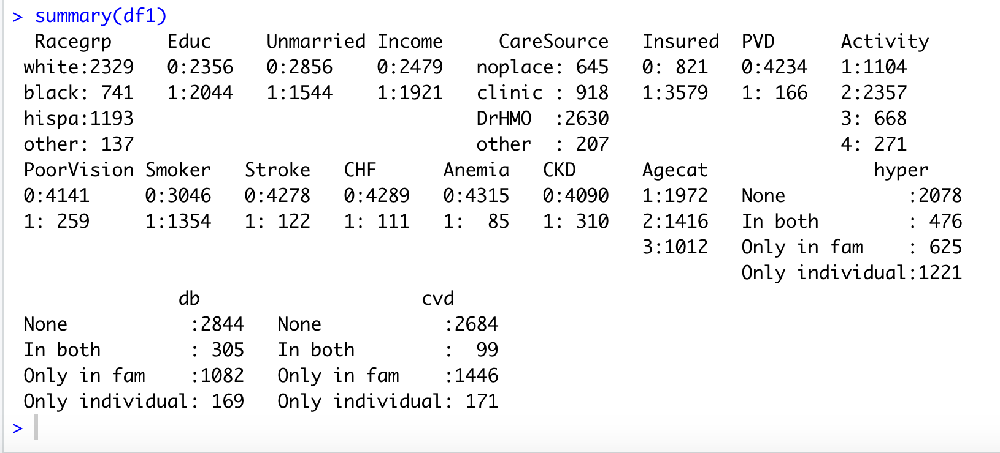 > summary(df1)
  Racegrp     Educ     Unmarried Income     CareSource   Insured  PVD      Activity
 white:2329   0:2356   0:2856    0:2479   noplace: 645   0: 821   0:4234   1:1104
 black: 741   1:2044   1:1544    1:1921   clinic : 918   1:3579   1: 166   2:2357
 hispa:1193                               DrHMO  :2630                     3: 668
 other: 137                               other  : 207                     4: 271
 PoorVision Smoker   Stroke   CHF      Anemia   CKD      Agecat               hyper
 0:4141     0:3046   0:4278   0:4289   0:4315   0:4090   1:1972   None           :2078
 1: 259     1:1354   1: 122   1: 111   1:  85   1: 310   2:1416   In both        : 476
                                                         3:1012   Only in fam    : 625
                                                                  Only individual:1221
               db                    cvd
 None           :2844   None           :2684
 In both        : 305   In both        :  99
 Only in fam    :1082   Only in fam    :1446
 Only individual: 169   Only individual: 171
>